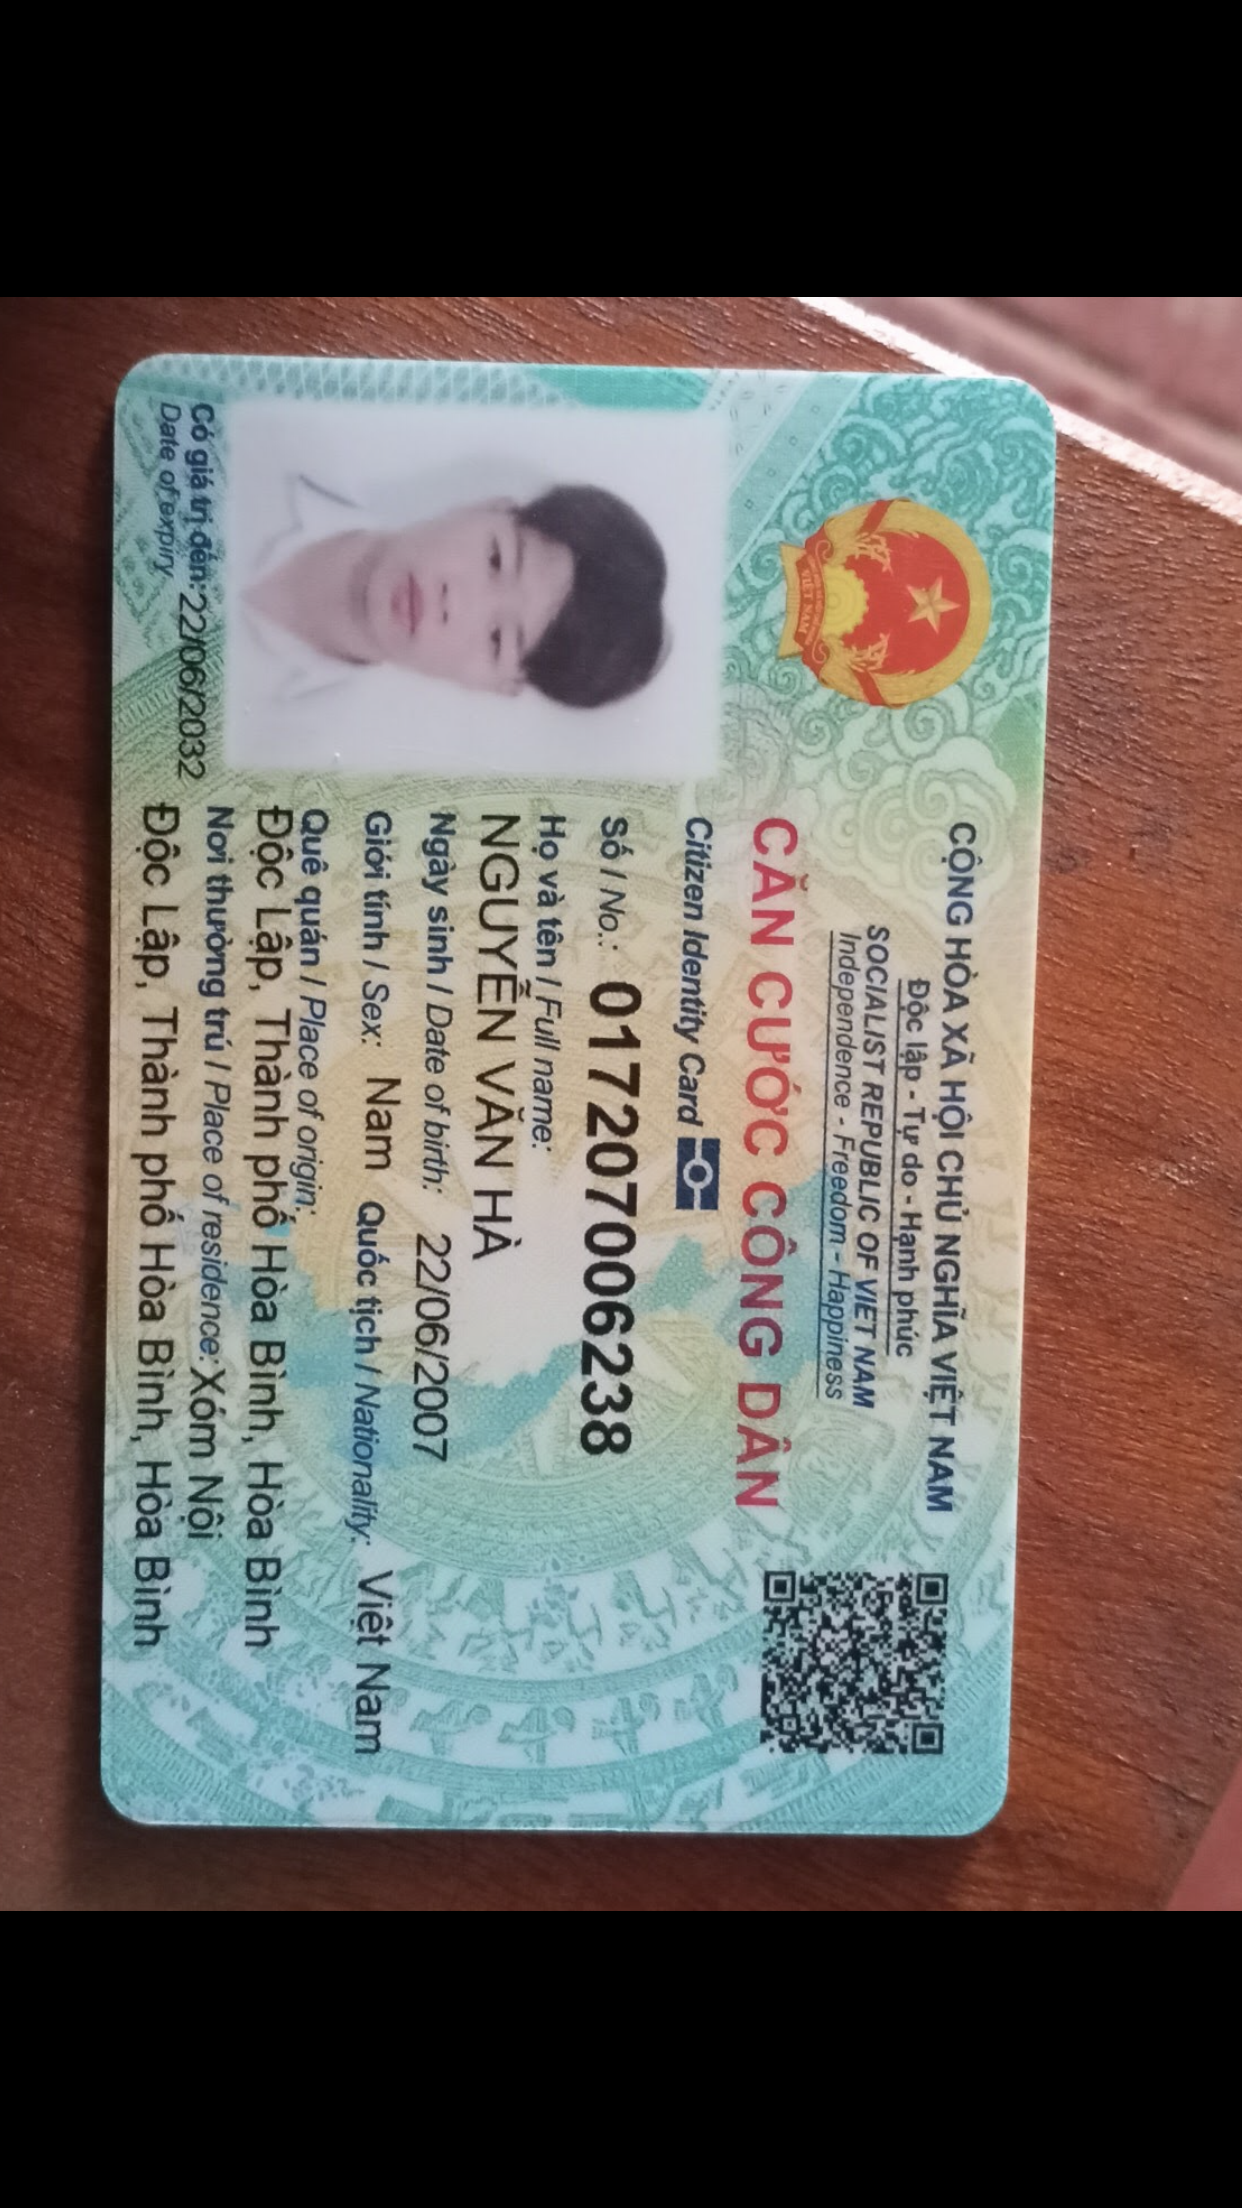 CỘNG HÒA XÃ HỘI CHỦ NGHĨA VIỆT NAM
Độc lập - Tự do - Hạnh phúc
SOCIALIST REPUBLIC OF VIET NAM
Independence - Freedom - Happiness
CĂN CƯỚC CÔNG DÂN
Citizen Identity Card
Số / No.: 017207006238
Họ và tên / Full name:
NGUYỄN VĂN HÀ
Ngày sinh / Date of birth: 22/06/2007
Giới tính / Sex: Nam Quốc tịch / Nationality: Việt Nam
Quê quán / Place of origin:
Độc Lập, Thành phố Hòa Bình, Hòa Bình
Nơi thường trú / Place of residence: Xóm Nội
Độc Lập, Thành phố Hòa Bình, Hòa Bình
Có giá trị đến: 22/06/2032
Date of expiry